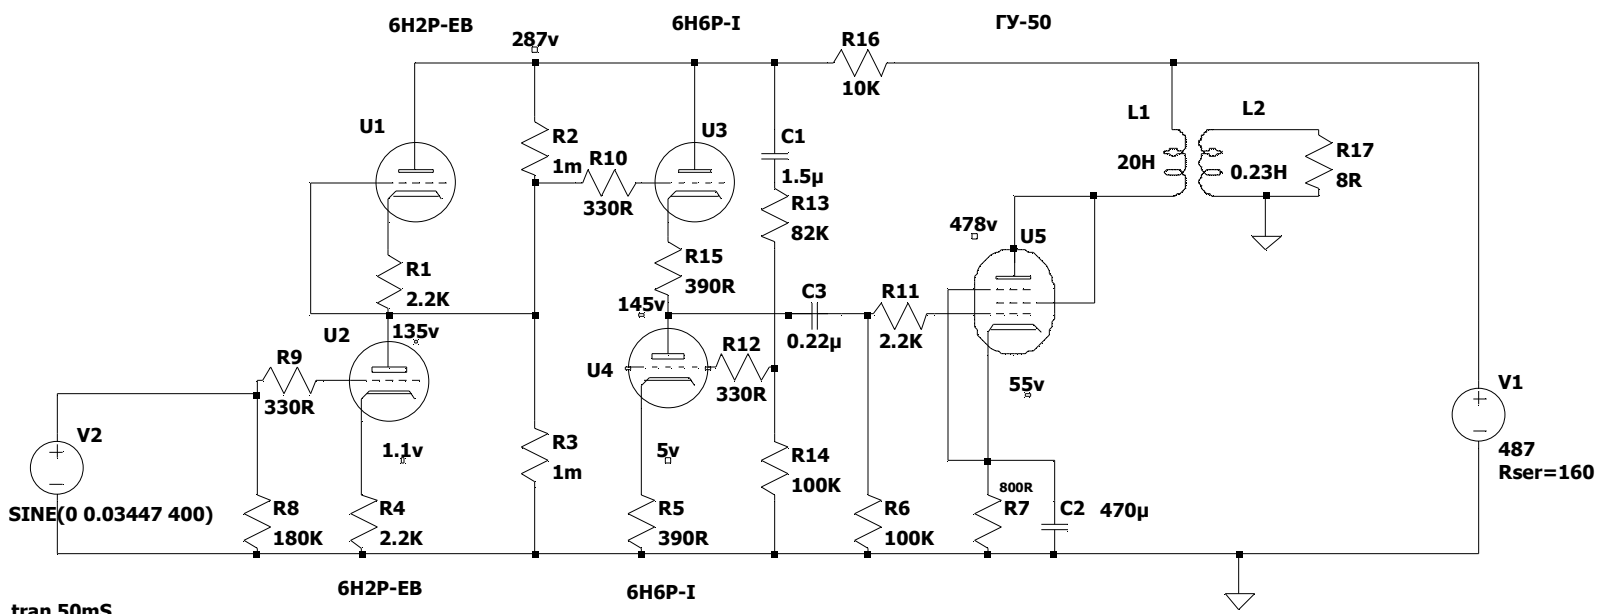 6Н2Р-ЕВ
6Н6Р-I
ГУ-50
287v
R16
10K
U1
R2
1m
R10
330R
U3
C1
1.5µ
R13
82K
L1
20H
L2
0.23H
R17
8R
R1
2.2K
R15
390R
478v
U5
145v
C3
0.22µ
R11
2.2K
U2
135v
R9
330R
U4
R12
330R
55v
V1
487
Rser=160
V2
SINE(0 0.03447 400)
1.1v
R3
1m
5v
R14
100K
R8
180K
R4
2.2K
R5
390R
R6
100K
800R
R7
C2
470µ
6Н2Р-ЕВ
6Н6Р-I
tran 50mS